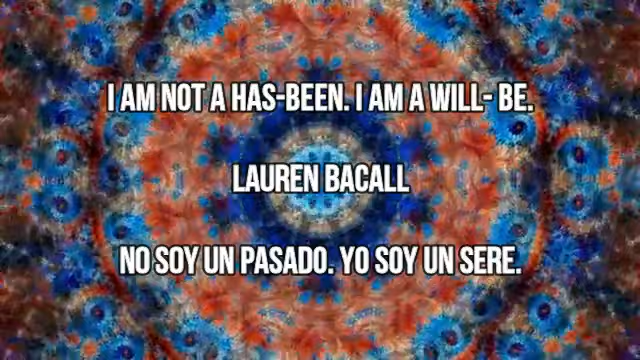 I AM NOT A HAS-BEEN. I AM A WILL- BE.
LAUREN BACALL
NO SOY UN PASADO. YO SOY UN SERE.